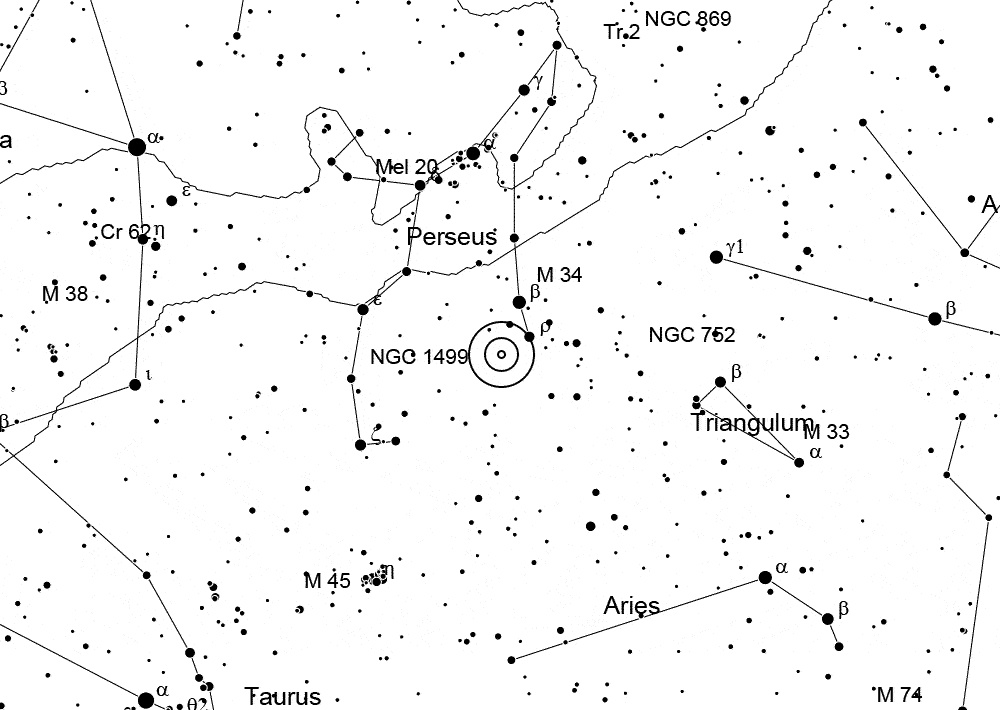 NGC 869
Tr 2
β
γ
α
α
a
Mel 20
δ
ε
A
Cr 62
η
Perseus
γ1
M 34
M 38
β
ε
β
ρ
NGC 752
NGC 1499
ι
β
β
Triangulum
M 33
ζ
α
M 45
η
α
Aries
β
α
Taurus
θ2
M 74